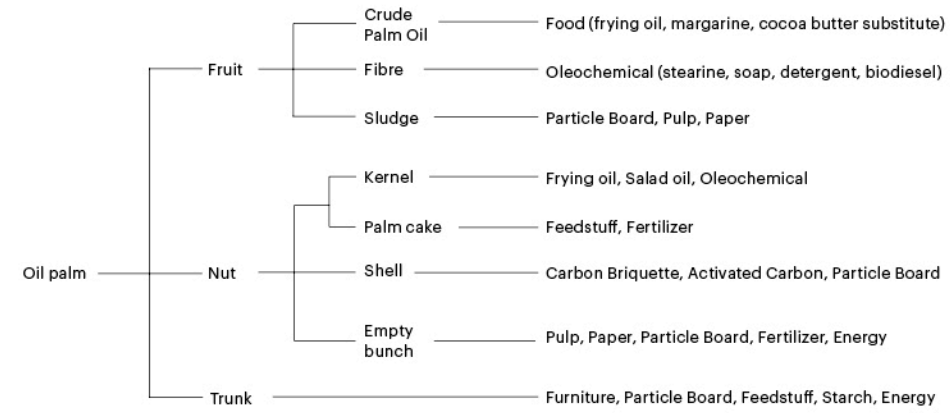 Crude
Palm Oil
Food (frying oil, margarine, cocoa butter substitute)
Fruit
Fibre
Oleochemical (stearine, soap, detergent, biodiesel)
Sludge
Particle Board, Pulp, Paper
Kernel
Frying oil, Salad oil, Oleochemical
Palm cake
Feedstuff, Fertilizer
Oil palm
Nut
Shell
Carbon Briquette, Activated Carbon, Particle Board
Empty
bunch
Pulp, Paper, Particle Board, Fertilizer, Energy
Trunk
Furniture, Particle Board, Feedstuff, Starch, Energy